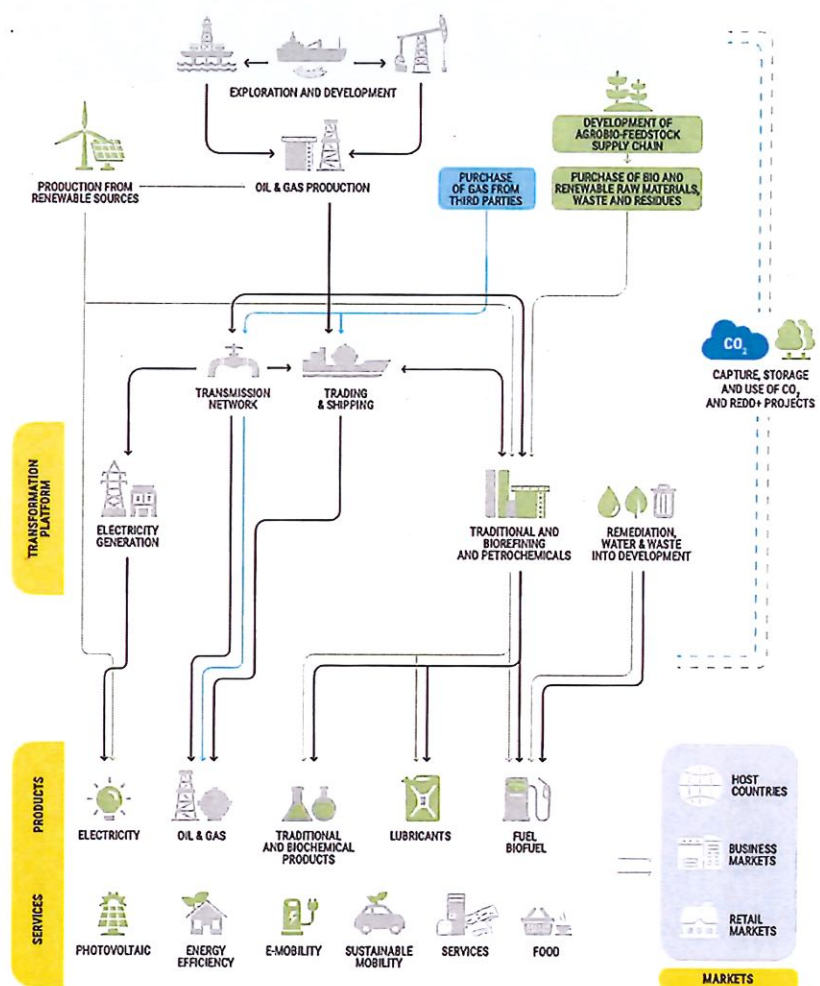 EXPLORATION AND DEVELOPMENT
DEVELOPMENT OF
AGROBIO-FEEDSTOCK
SUPPLY CHAIN
PRODUCTION FROM
RENEWABLE SOURCES
OIL & GAS PRODUCTION
PURCHASE
OF GAS FROM
THIRD PARTIES
PURCHASE OF BIO AND
RENEWABLE RAW MATERIALS,
WASTE AND RESIDUES
CO₂
CAPTURE, STORAGE
AND USE OF CO₂
AND REDD+ PROJECTS
TRANSMISSION
NETWORK
TRADING
& SHIPPING
TRANSFORMATION
PLATFORM
ELECTRICITY
GENERATION
TRADITIONAL AND
BIOREFINING
AND PETROCHEMICALS
REMEDIATION,
WATER & WASTE
INTO DEVELOPMENT
PRODUCTS
ELECTRICITY
OIL & GAS
TRADITIONAL
AND BIOCHEMICAL
PRODUCTS
LUBRICANTS
FUEL
BIOFUEL
HOST
COUNTRIES
BUSINESS
MARKETS
RETAIL
MARKETS
SERVICES
PHOTOVOLTAIC
ENERGY
EFFICIENCY
E-MOBILITY
SUSTAINABLE
MOBILITY
SERVICES
FOOD
MARKETS